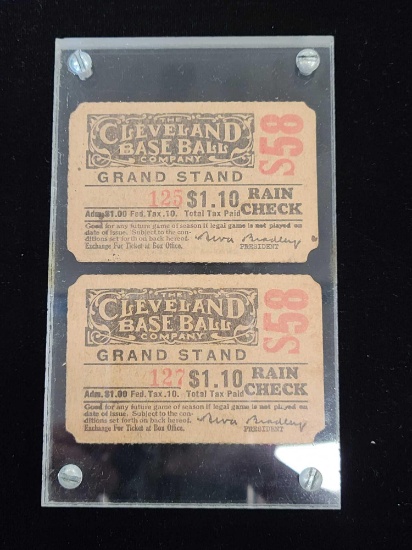 THE
CLEVELAND
BASE BALL
COMPANY
S58
GRAND STAND
125 $1.10 RAIN CHECK
Adm. $1.00 Fed. Tax .10. Total Tax Paid
Good for any future game of season if legal game is not played on
date of issue. Subject to the con-
ditions set forth on back hereof.
Exchange For Ticket at Box Office.
Alva Bradley
PRESIDENT
THE
CLEVELAND
BASE BALL
COMPANY
S58
GRAND STAND
127 $1.10 RAIN CHECK
Adm. $1.00 Fed. Tax .10. Total Tax Paid
Good for any future game of season if legal game is not played on
date of issue. Subject to the con-
ditions set forth on back hereof.
Exchange For Ticket at Box Office.
Alva Bradley
PRESIDENT